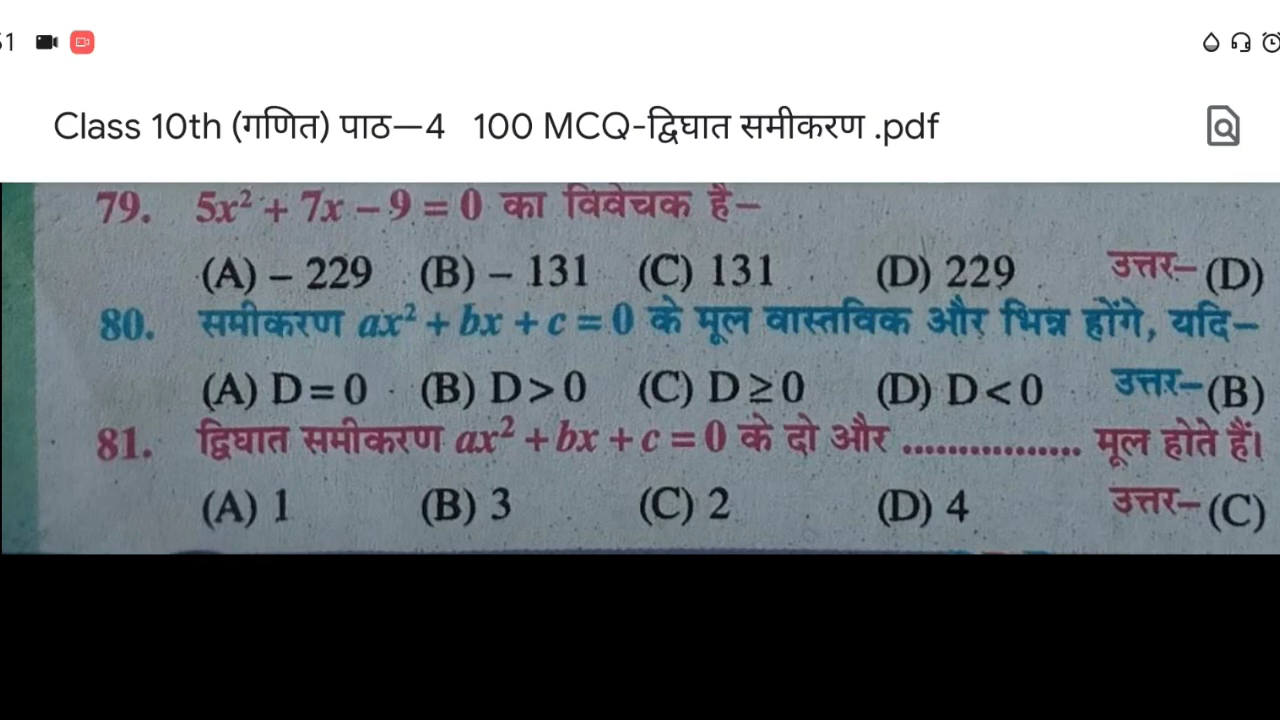 51
Class 10th (गणित) पाठ—4 100 MCQ-द्विघात समीकरण .pdf
79. 5x² + 7x – 9 = 0 का विवेचक है–
(A) – 229 (B) – 131 (C) 131 (D) 229 उत्तर– (D)
80. समीकरण ax² + bx + c = 0 के मूल वास्तविक और भिन्न होंगे, यदि–
(A) D = 0 (B) D > 0 (C) D ≥ 0 (D) D < 0 उत्तर– (B)
81. द्विघात समीकरण ax² + bx + c = 0 के दो और ................ मूल होते हैं।
(A) 1 (B) 3 (C) 2 (D) 4 उत्तर– (C)